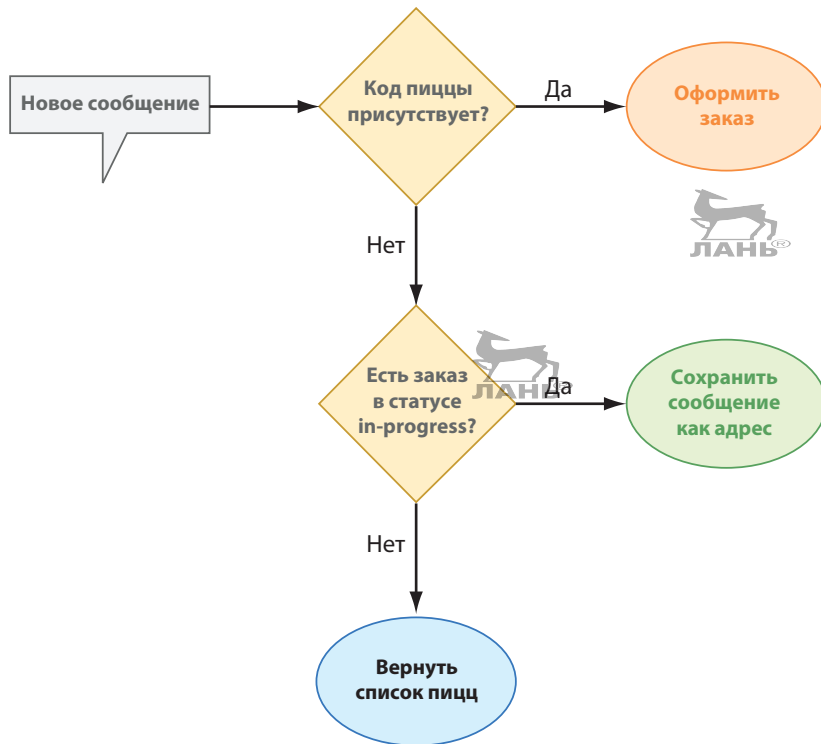 Новое сообщение
Код пиццы
присутствует?
Да
Оформить
заказ
ЛАНЬ®
Нет
Есть заказ
в статусе
in-progress?
ЛАНЬ®
Да
Сохранить
сообщение
как адрес
Нет
Вернуть
список пицц